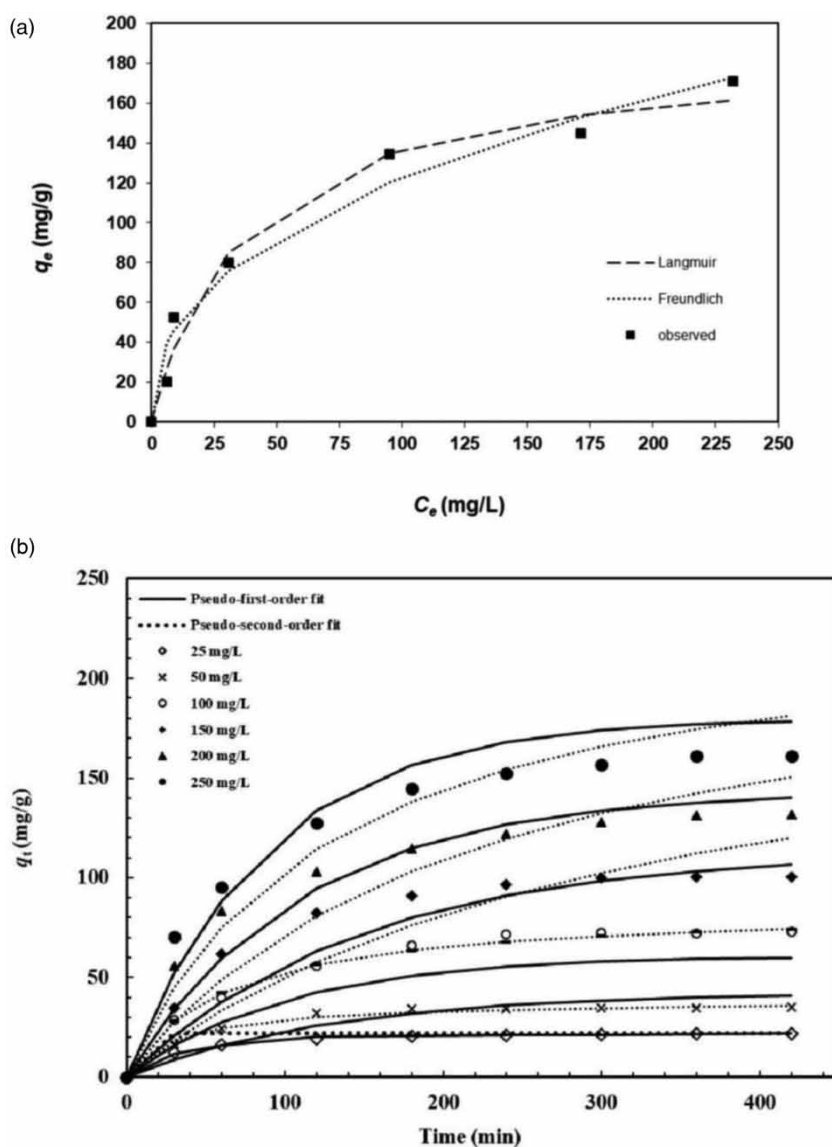 (a)
200
180
160
140
120
100
80
60
40
20
0
qe (mg/g)
Langmuir
Freundlich
observed
0 25 50 75 100 125 150 175 200 225 250
Ce (mg/L)
(b)
250
200
150
100
50
0
qt (mg/g)
Pseudo-first-order fit
Pseudo-second-order fit
25 mg/L
50 mg/L
100 mg/L
150 mg/L
200 mg/L
250 mg/L
0 100 200 300 400
Time (min)